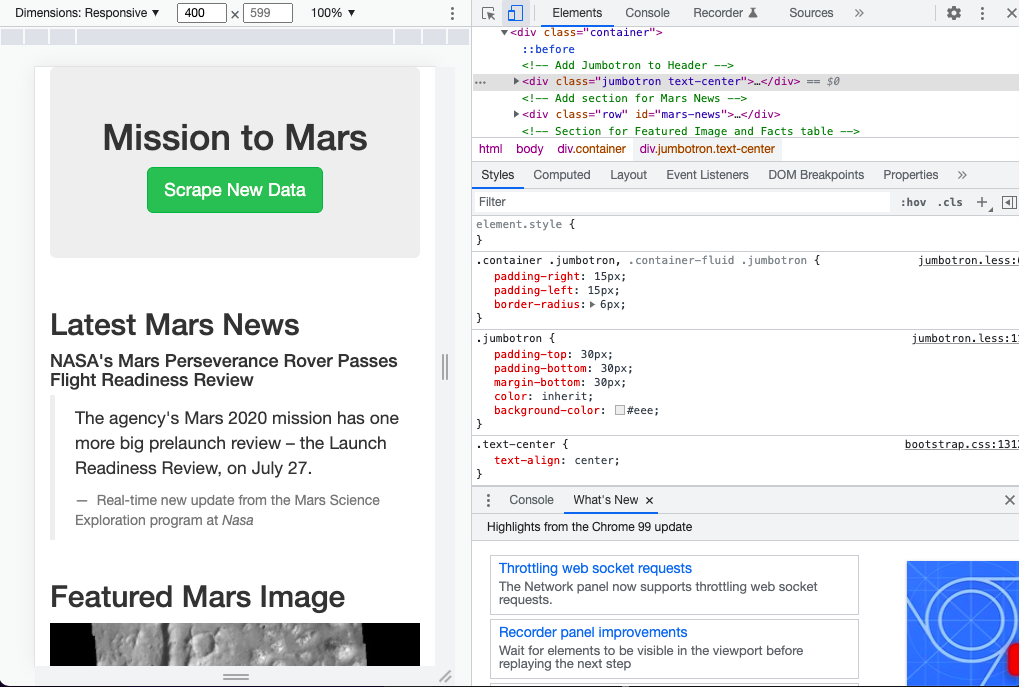 Dimensions: Responsive ▼ 400 × 599 100% ▼
Elements Console Recorder Sources »
▼<div class="container">
::before
<!-- Add Jumbotron to Header -->
… ▶<div class="jumbotron text-center">…</div> == $0
<!-- Add section for Mars News -->
▶<div class="row" id="mars-news">…</div>
<!-- Section for Featured Image and Facts table -->
html body div.container div.jumbotron.text-center
Styles Computed Layout Event Listeners DOM Breakpoints Properties »
Filter :hov .cls +
element.style {
}
.container .jumbotron, .container-fluid .jumbotron { jumbotron.less:
padding-right: 15px;
padding-left: 15px;
border-radius: ▶ 6px;
}
.jumbotron { jumbotron.less:1
padding-top: 30px;
padding-bottom: 30px;
margin-bottom: 30px;
color: inherit;
background-color: #eee;
}
.text-center { bootstrap.css:131
text-align: center;
}
Console What's New ×
Highlights from the Chrome 99 update
Throttling web socket requests
The Network panel now supports throttling web socket
requests.
Recorder panel improvements
Wait for elements to be visible in the viewport before
replaying the next step
Mission to Mars
Scrape New Data
Latest Mars News
NASA's Mars Perseverance Rover Passes
Flight Readiness Review
The agency's Mars 2020 mission has one
more big prelaunch review – the Launch
Readiness Review, on July 27.
— Real-time new update from the Mars Science
Exploration program at Nasa
Featured Mars Image